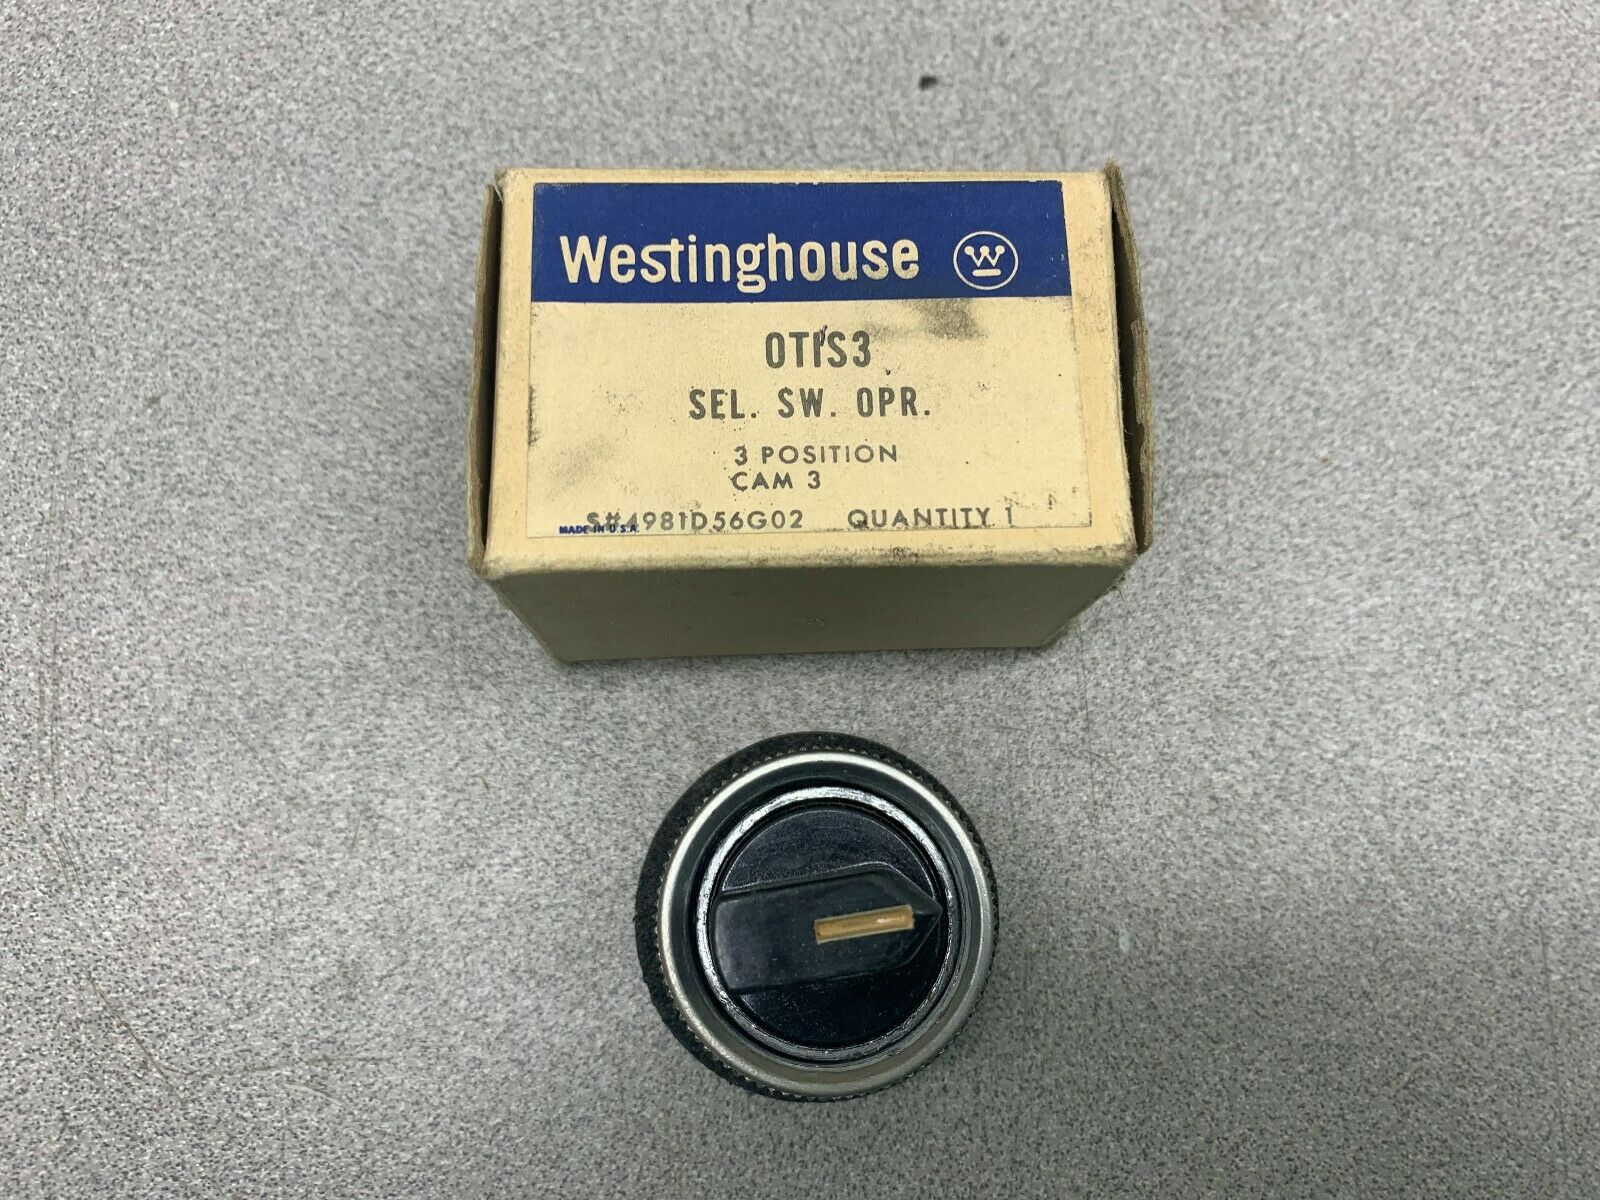 Westinghouse W
OT1S3
SEL. SW. OPR.
3 POSITION
CAM 3
S#4981D56G02 QUANTITY 1
MADE IN U.S.A.